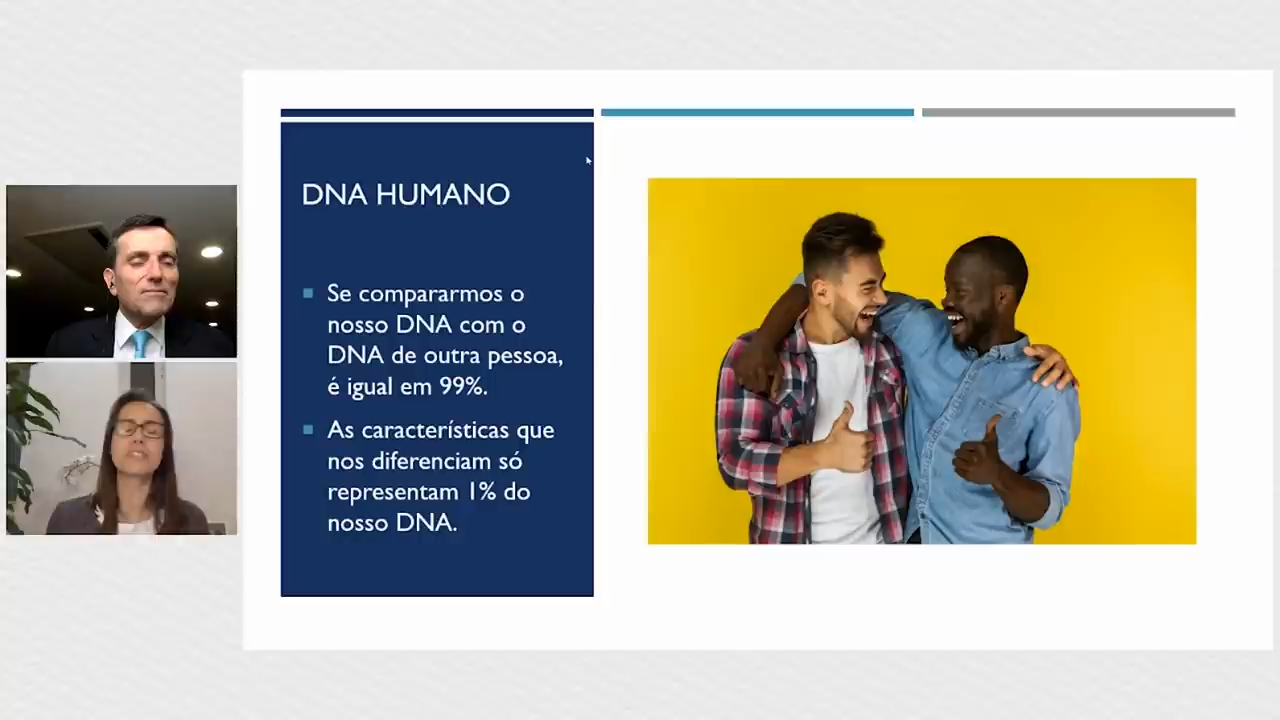 DNA HUMANO
Se compararmos o
nosso DNA com o
DNA de outra pessoa,
é igual em 99%.
As características que
nos diferenciam só
representam 1% do
nosso DNA.